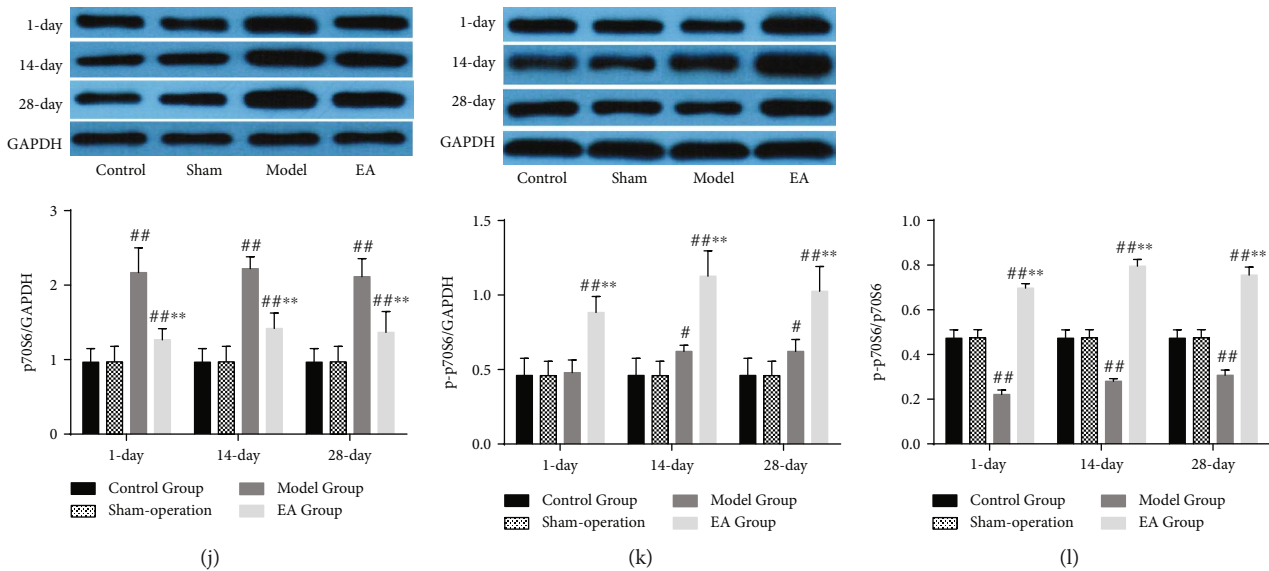 1-day
14-day
28-day
GAPDH
Control Sham Model EA
p70S6/GAPDH
3
2
1
0
## ## ##
##** ##** ##**
1-day 14-day 28-day
Control Group Model Group
Sham-operation EA Group
(j)
1-day
14-day
28-day
GAPDH
Control Sham Model EA
p-p70S6/GAPDH
1.5
1.0
0.5
0.0
##** ##** ##**
# #
1-day 14-day 28-day
Control Group Model Group
Sham-operation EA Group
(k)
p-p70S6/p70S6
1.0
0.8
0.6
0.4
0.2
0.0
##** ##** ##**
## ## ##
1-day 14-day 28-day
Control Group Model Group
Sham-operation EA Group
(l)